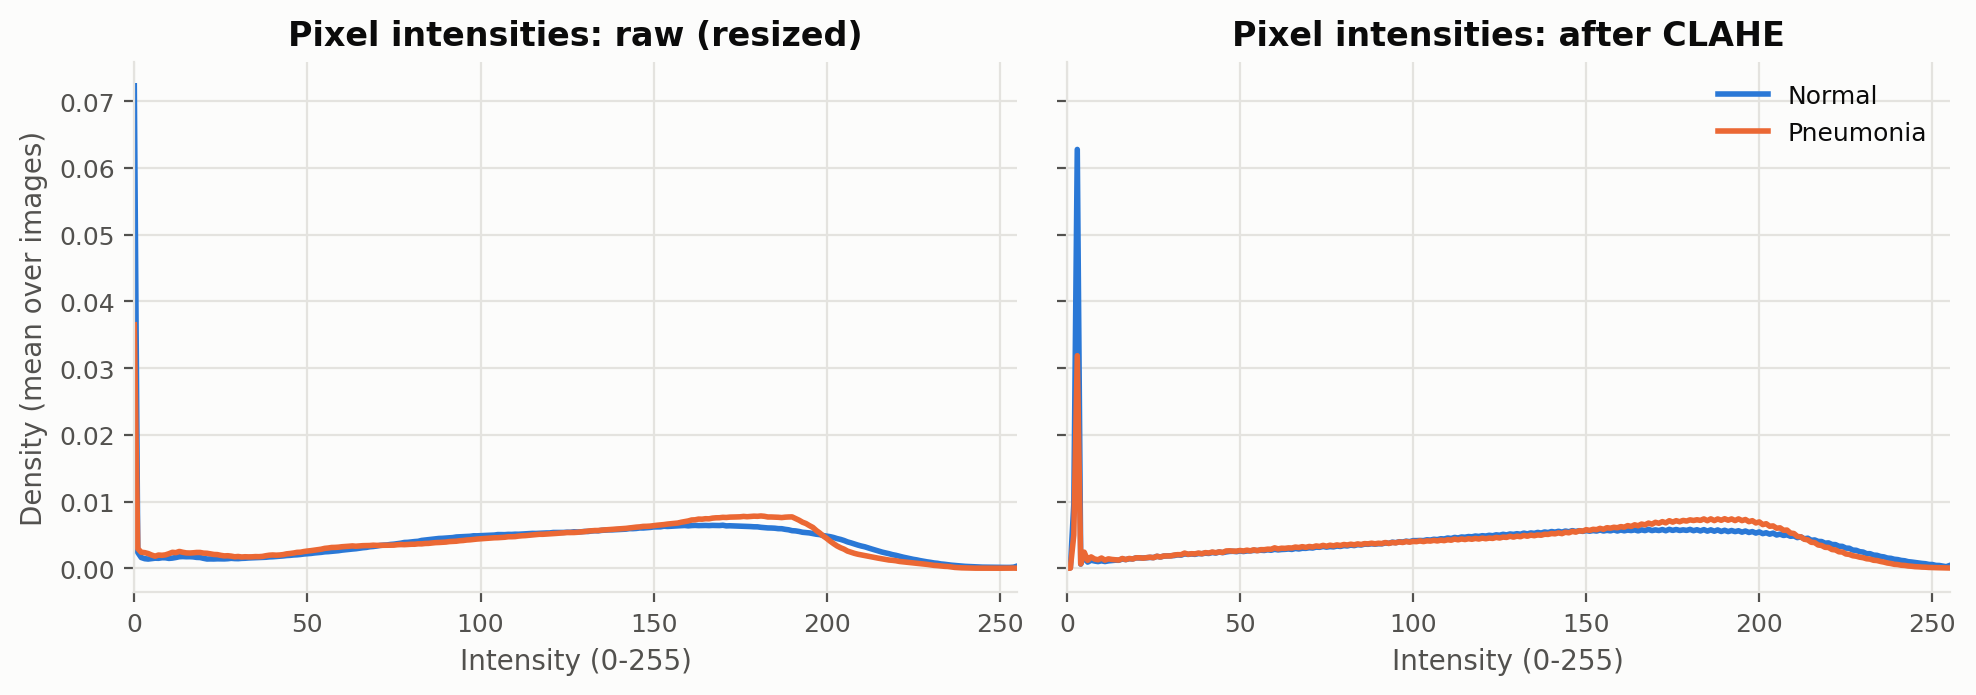 Pixel intensities: raw (resized)
Density (mean over images)
0.07
0.06
0.05
0.04
0.03
0.02
0.01
0.00
0 50 100 150 200 250
Intensity (0-255)
Pixel intensities: after CLAHE
Normal
Pneumonia
0 50 100 150 200 250
Intensity (0-255)